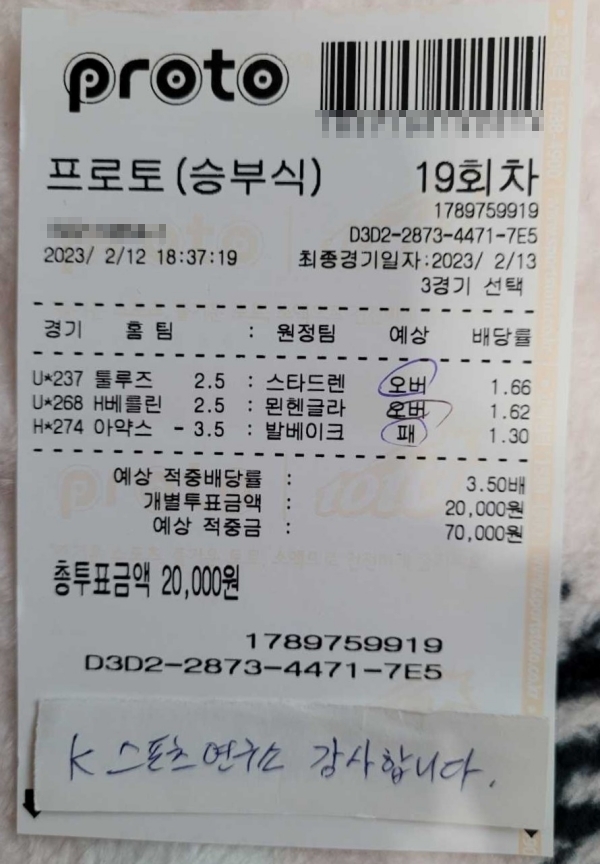 proto
프로토(승부식) 19회차
1789759919
D3D2-2873-4471-7E5
2023/ 2/12 18:37:19 최종경기일자:2023/ 2/13
3경기 선택
경기 홈 팀 : 원정팀 예상 배당률
U*237 툴루즈 2.5 : 스타드렌 오버 1.66
U*268 H베를린 2.5 : 묀헨글라 오버 1.62
H*274 아약스 - 3.5 : 발베이크 패 1.30
예상 적중배당률 : 3.50배
개별투표금액 : 20,000원
예상 적중금 : 70,000원
총투표금액 20,000원
1789759919
D3D2-2873-4471-7E5
K 스포츠 연구소 감사합니다.